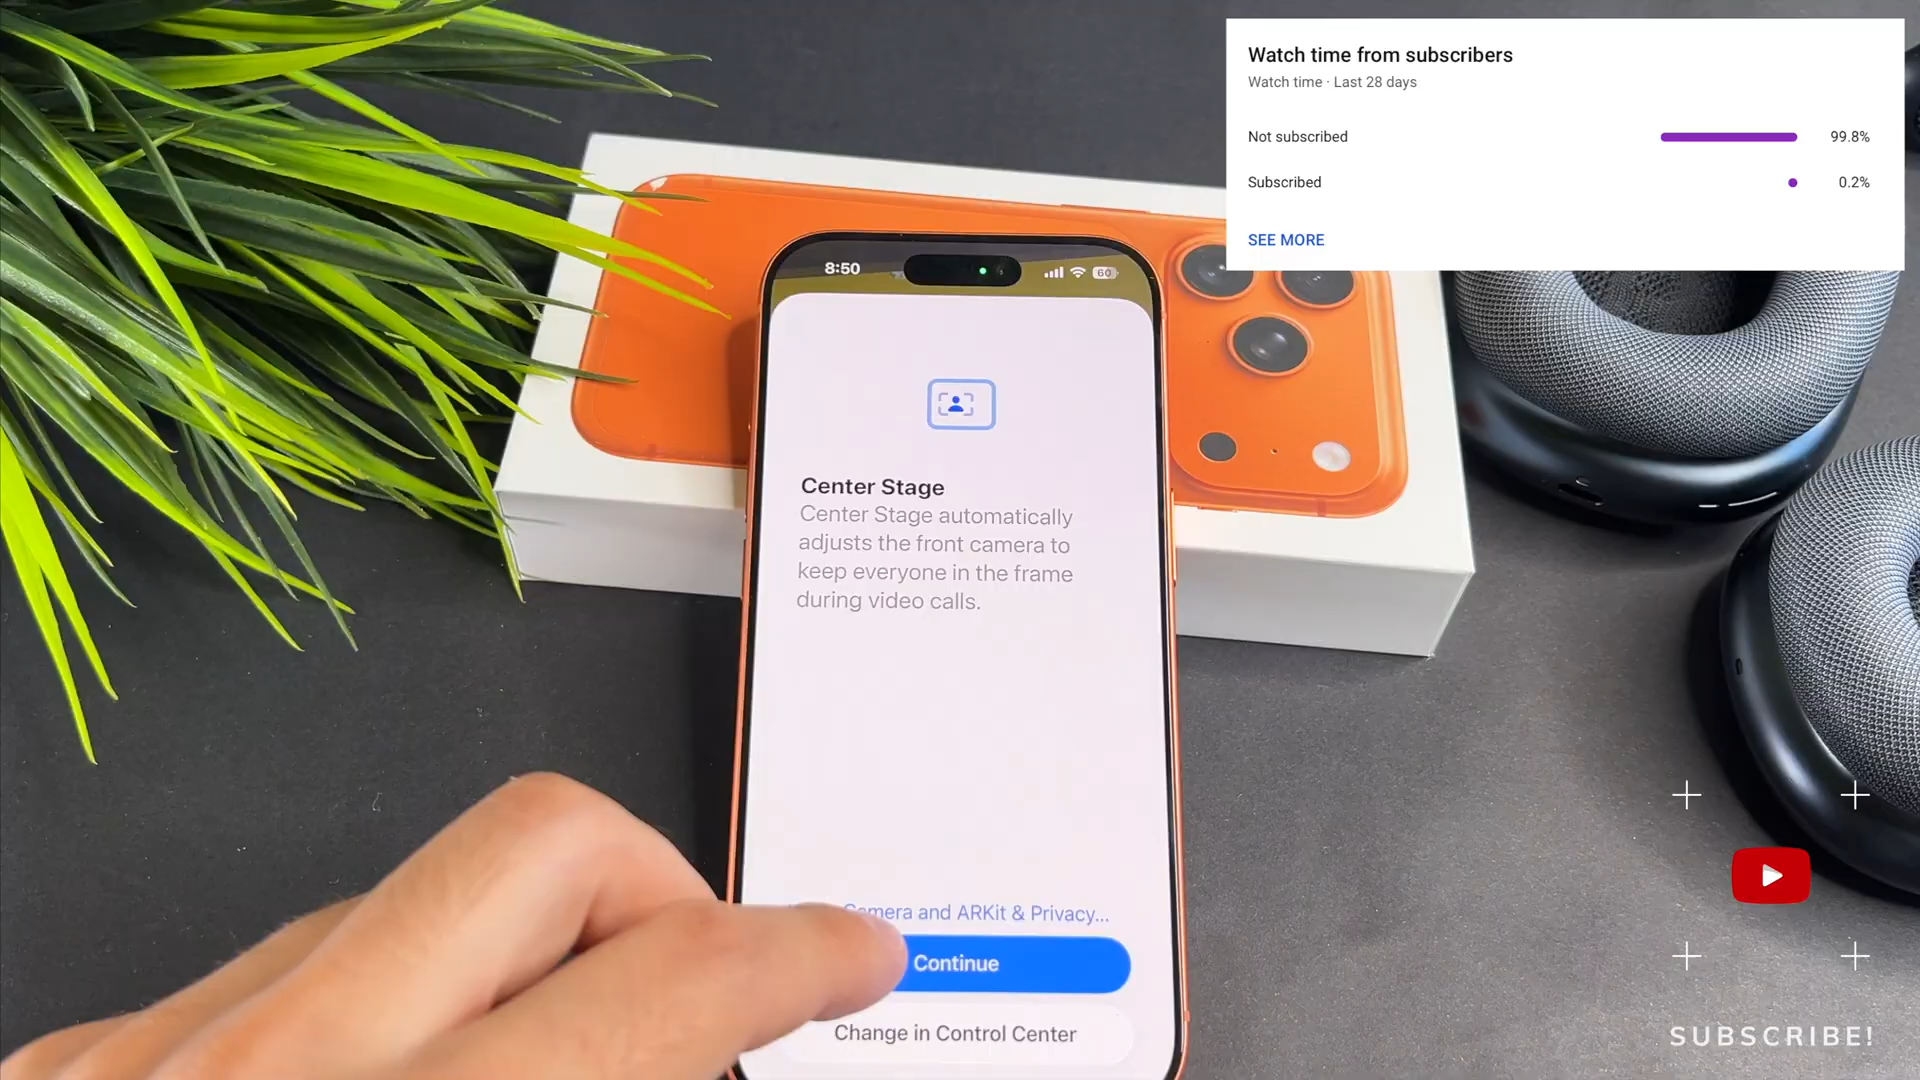 Watch time from subscribers
Watch time · Last 28 days
Not subscribed 99.8%
Subscribed 0.2%
SEE MORE
8:50
60
Center Stage
Center Stage automatically
adjusts the front camera to
keep everyone in the frame
during video calls.
Camera and ARKit & Privacy...
Continue
Change in Control Center
SUBSCRIBE!